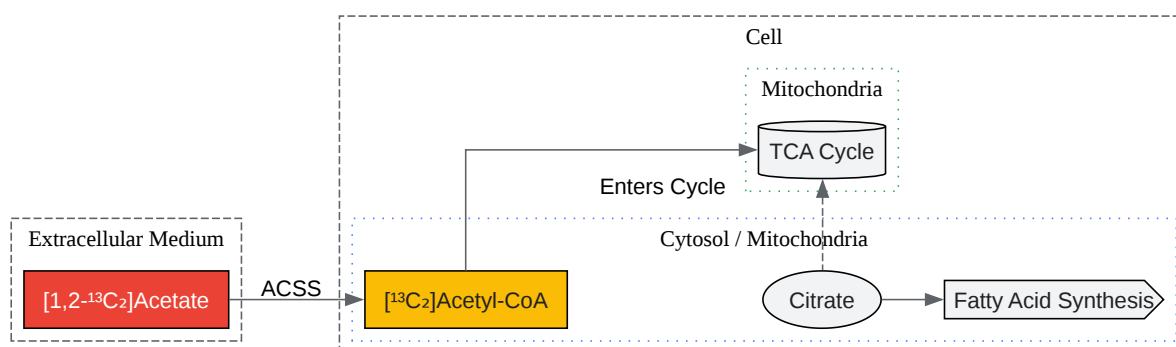 Cell
Mitochondria
TCA Cycle
Enters Cycle
Extracellular Medium
Cytosol / Mitochondria
[1,2-¹³C₂]Acetate
ACSS
[¹³C₂]Acetyl-CoA
Citrate
Fatty Acid Synthesis